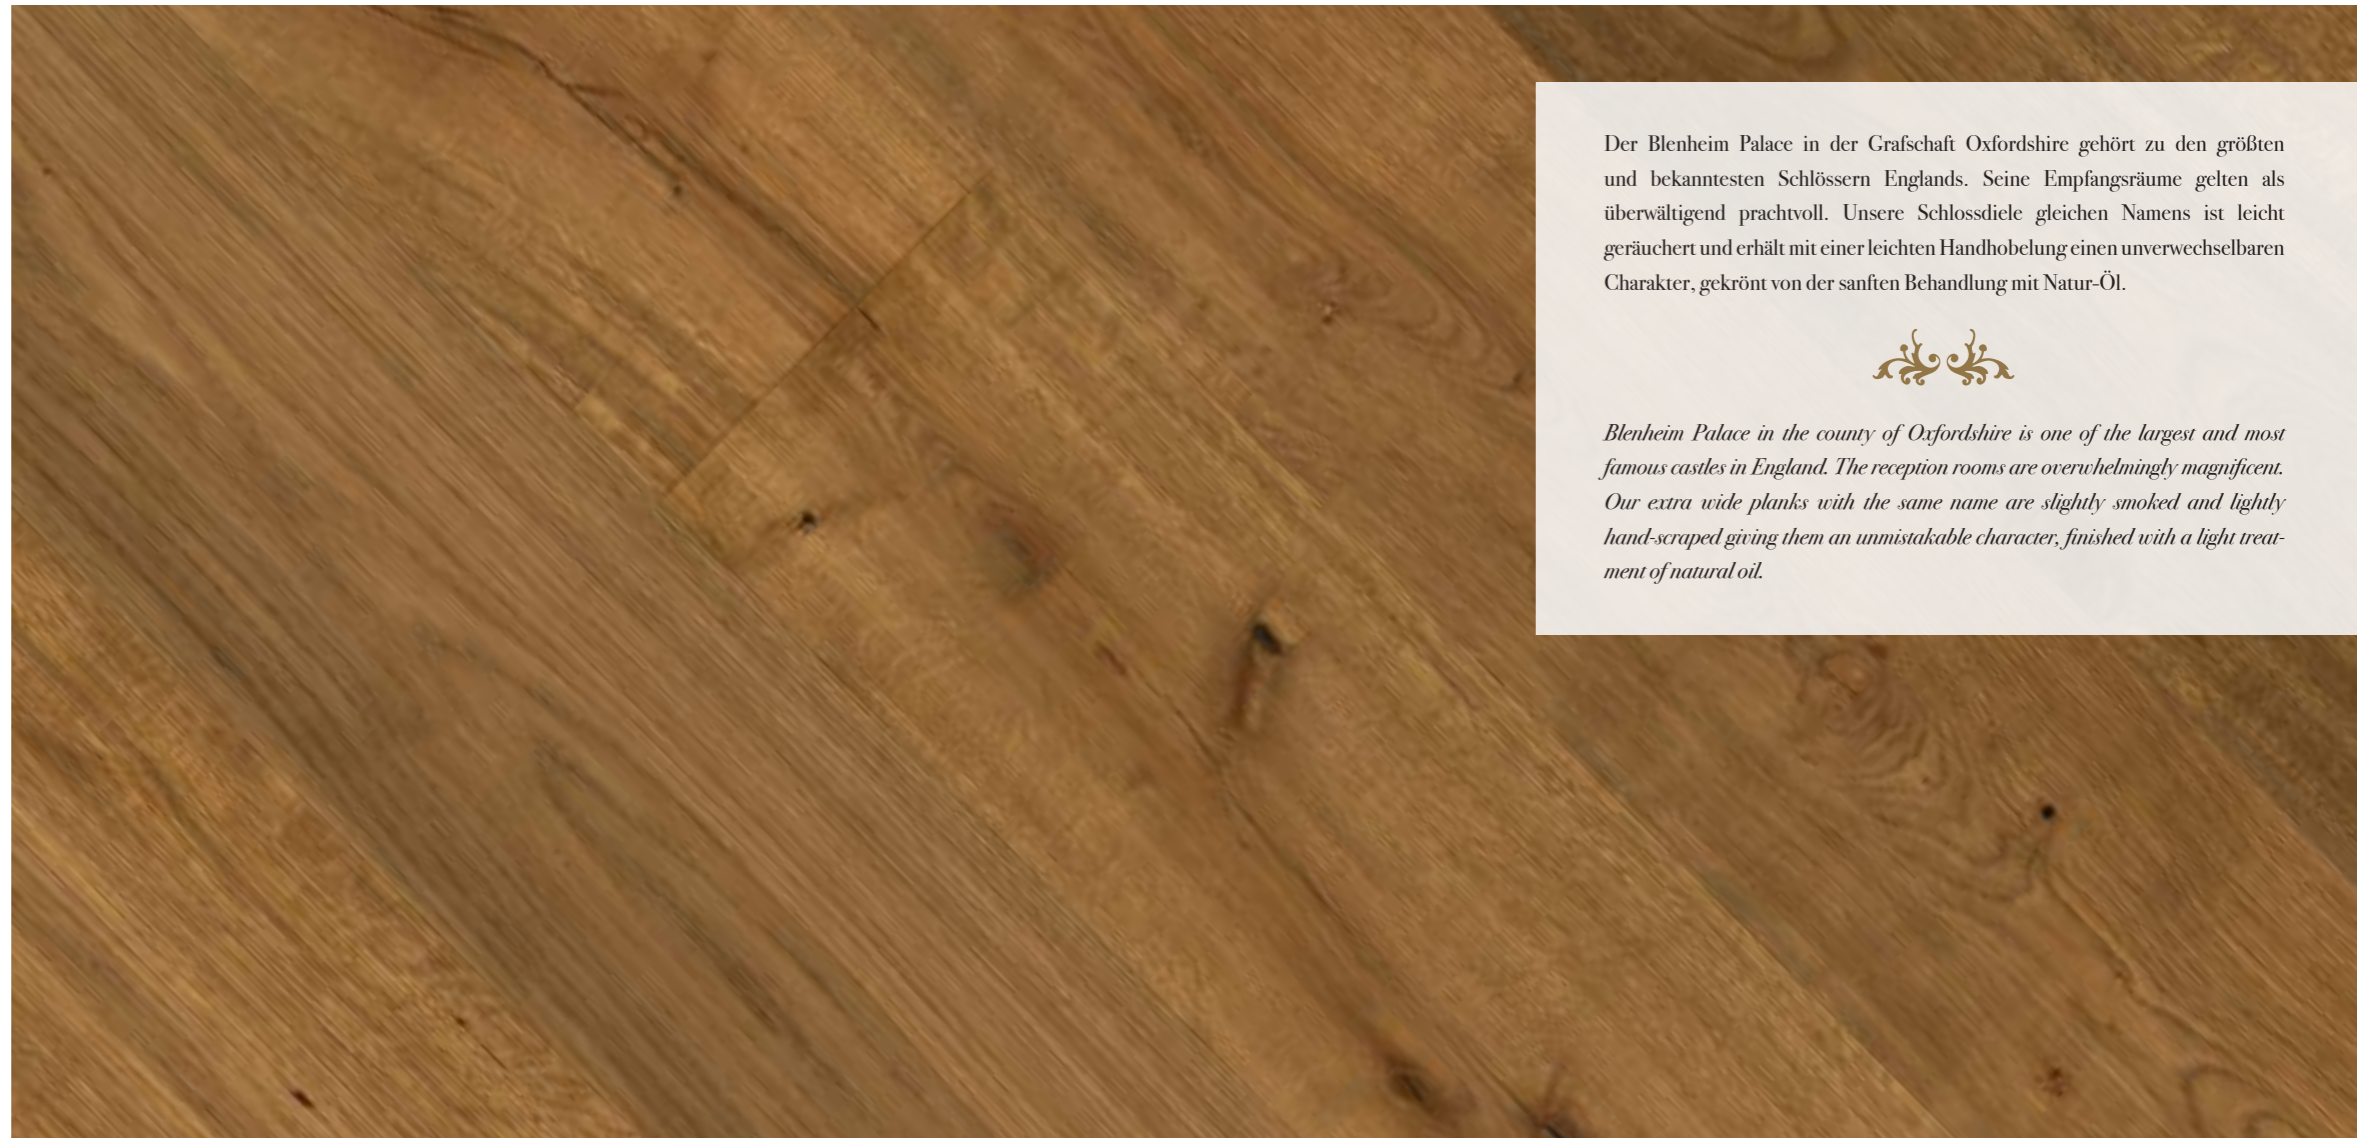 Der Blenheim Palace in der Grafschaft Oxfordshire gehört zu den größten
und bekanntesten Schlössern Englands. Seine Empfangsräume gelten als
überwältigend prachtvoll. Unsere Schlossdiele gleichen Namens ist leicht
geräuchert und erhält mit einer leichten Handhobelung einen unverwechselbaren
Charakter, gekrönt von der sanften Behandlung mit Natur-Öl.
Blenheim Palace in the county of Oxfordshire is one of the largest and most
famous castles in England. The reception rooms are overwhelmingly magnificent.
Our extra wide planks with the same name are slightly smoked and lightly
hand-scraped giving them an unmistakable character, finished with a light treat-
ment of natural oil.